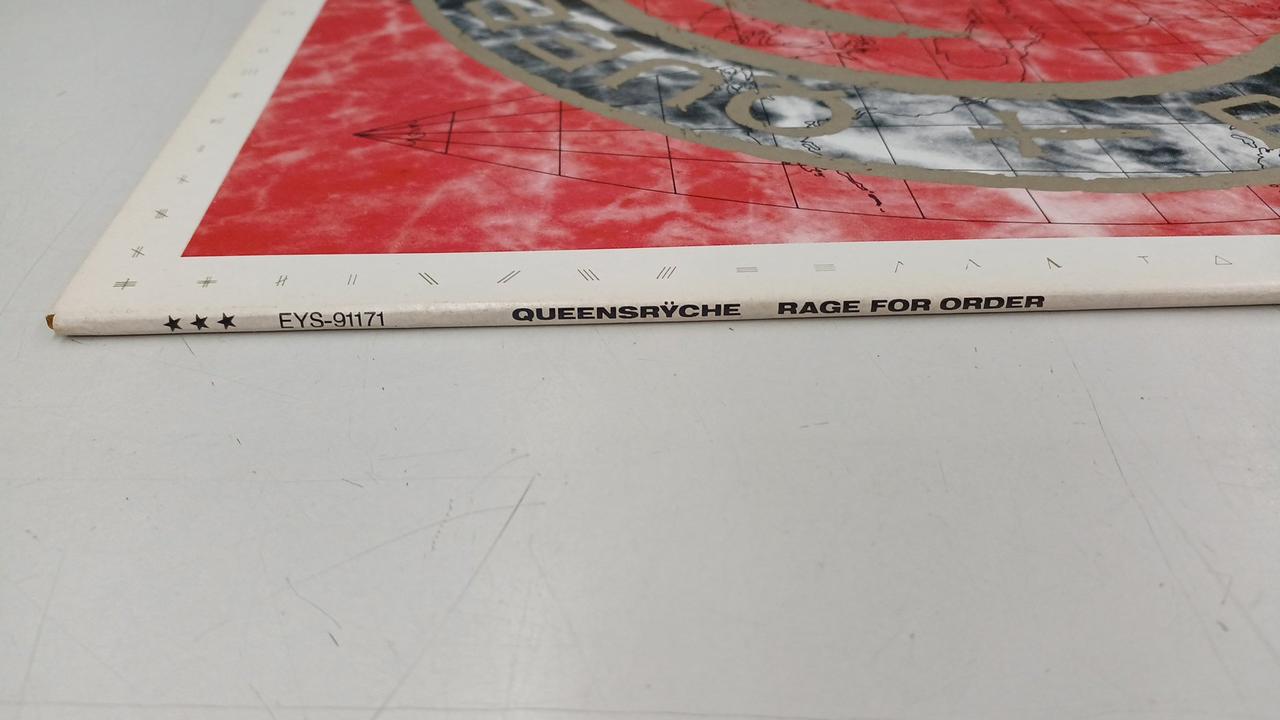 ★★★ EYS-91171 QUEENSRŸCHE RAGE FOR ORDER